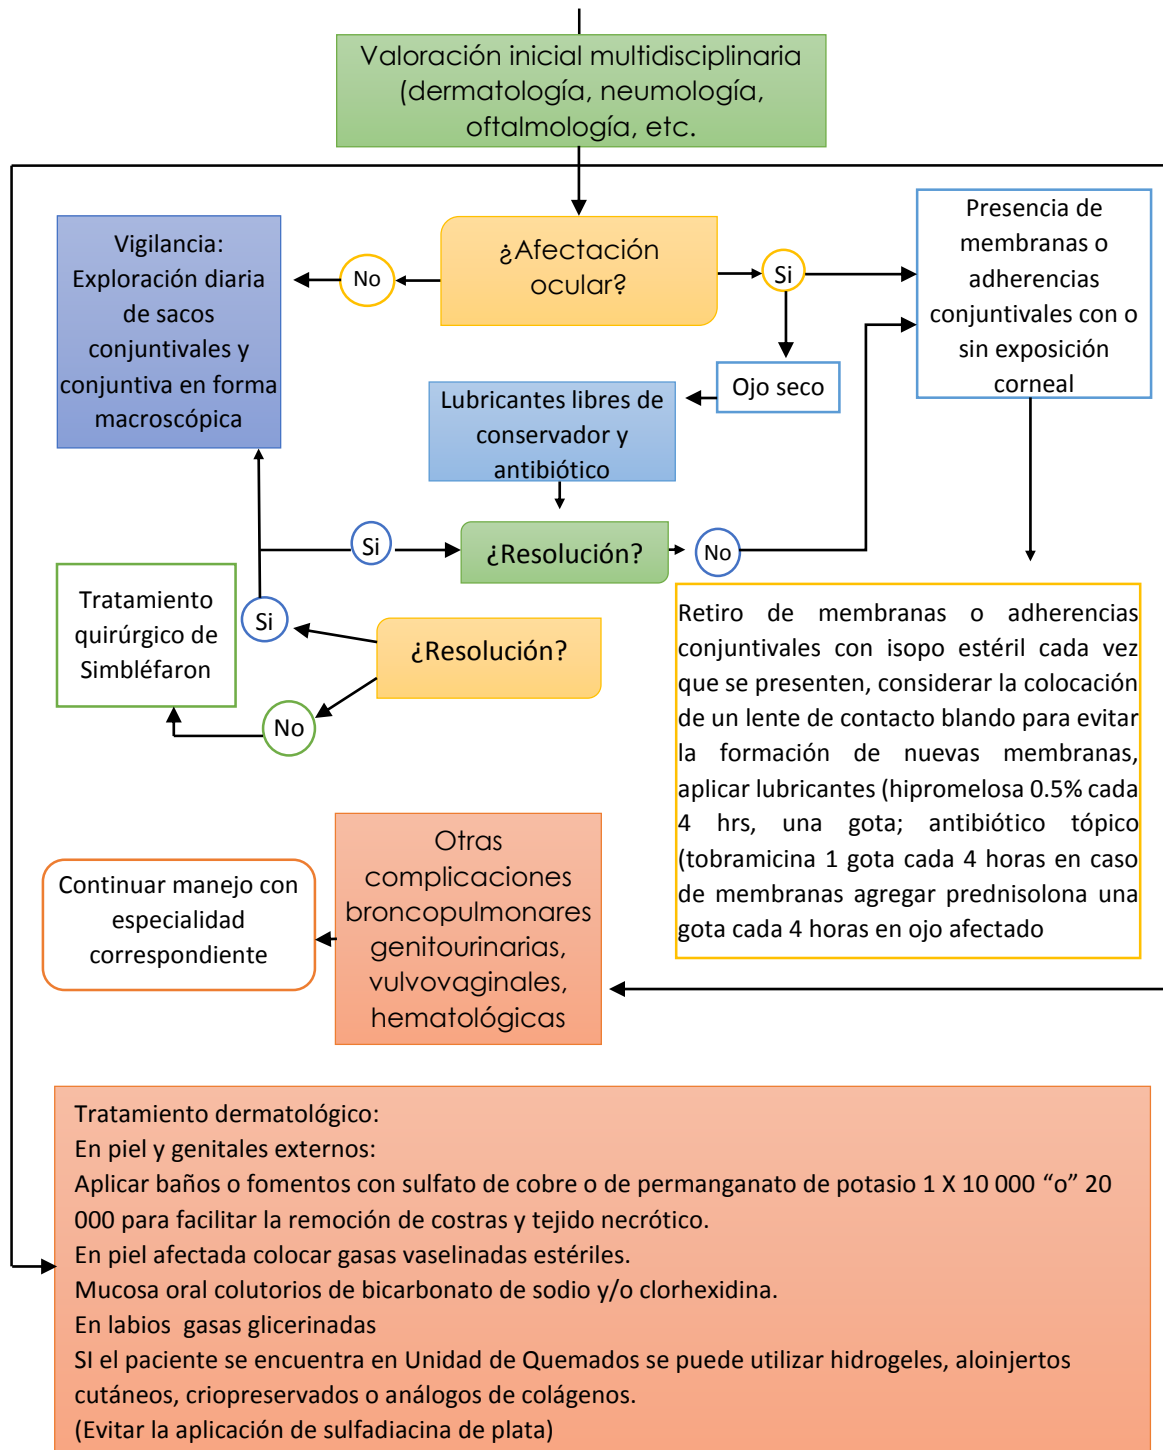 Valoración inicial multidisciplinaria
(dermatología, neumología,
oftalmología, etc.
¿Afectación
ocular?
No
Si
Vigilancia:
Exploración diaria
de sacos
conjuntivales y
conjuntiva en forma
macroscópica
Presencia de
membranas o
adherencias
conjuntivales con o
sin exposición
corneal
Ojo seco
Lubricantes libres de
conservador y
antibiótico
Si
¿Resolución?
No
Tratamiento
quirúrgico de
Simbléfaron
Si
¿Resolución?
No
Retiro de membranas o adherencias
conjuntivales con isopo estéril cada vez
que se presenten, considerar la colocación
de un lente de contacto blando para evitar
la formación de nuevas membranas,
aplicar lubricantes (hipromelosa 0.5% cada
4 hrs, una gota; antibiótico tópico
(tobramicina 1 gota cada 4 horas en caso
de membranas agregar prednisolona una
gota cada 4 horas en ojo afectado
Otras
complicaciones
broncopulmonares
genitourinarias,
vulvovaginales,
hematológicas
Continuar manejo con
especialidad
correspondiente
Tratamiento dermatológico:
En piel y genitales externos:
Aplicar baños o fomentos con sulfato de cobre o de permanganato de potasio 1 X 10 000 “o” 20
000 para facilitar la remoción de costras y tejido necrótico.
En piel afectada colocar gasas vaselinadas estériles.
Mucosa oral colutorios de bicarbonato de sodio y/o clorhexidina.
En labios  gasas glicerinadas
SI el paciente se encuentra en Unidad de Quemados se puede utilizar hidrogeles, aloinjertos
cutáneos, criopreservados o análogos de colágenos.
(Evitar la aplicación de sulfadiacina de plata)